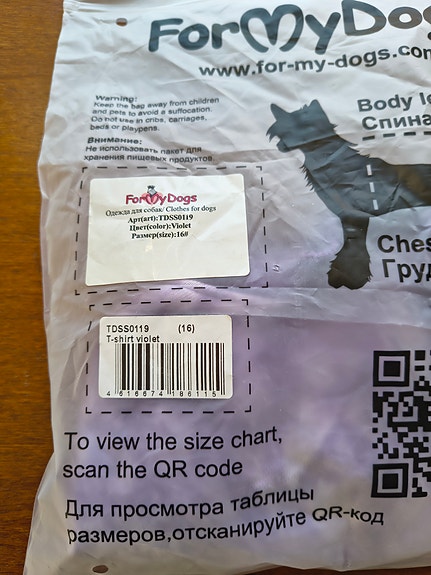 ForMyDogs
www.for-my-dogs.com
Warning:
Keep the bag away from children
and pets to avoid a suffocation.
Do not use in cribs, carriages,
beds or playpens.
Внимание:
Не использовать пакет для
хранения пищевых продуктов.
Body
Спина
ForMyDogs
Одежда для собак/ Clothes for dogs
Арт(art):TDSS0119
Цвет(color):Violet
Размер(size):16#
Ches
Груд
TDSS0119 (16)
T-shirt violet
4 616674 186115
To view the size chart,
scan the QR code
Для просмотра таблицы
размеров,отсканируйте QR-код